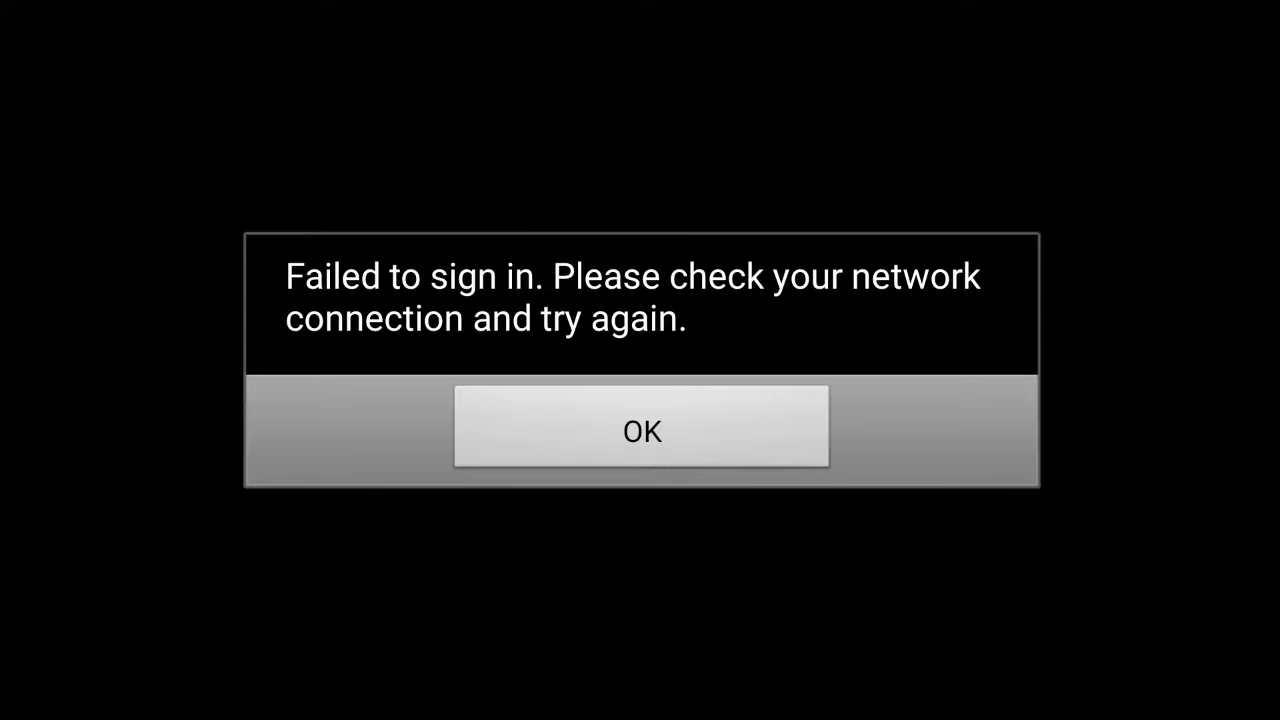 Failed to sign in. Please check your network
connection and try again.
OK